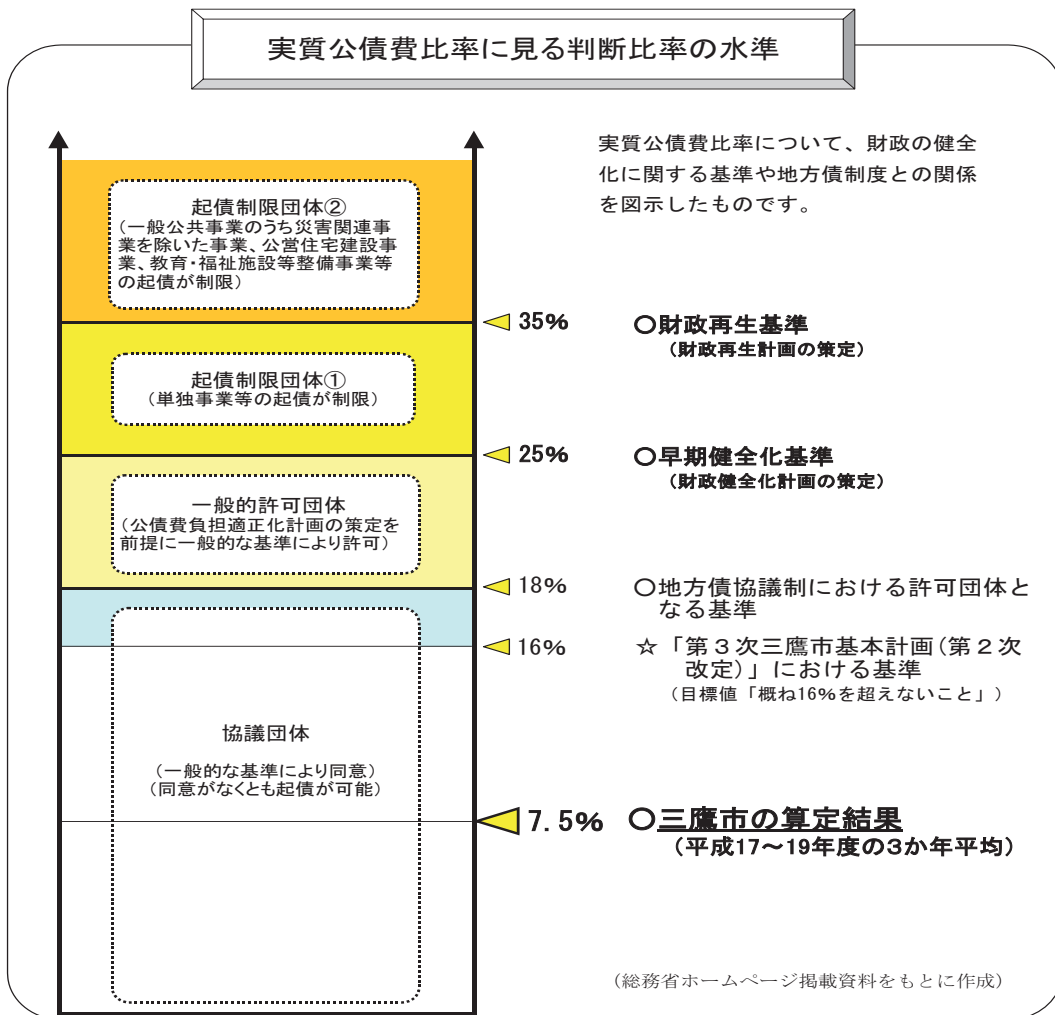 実質公債費比率に見る判断比率の水準
実質公債費比率について、財政の健全
化に関する基準や地方債制度との関係
を図示したものです。
起債制限団体②
(一般公共事業のうち災害関連事
業を除いた事業、公営住宅建設事
業、教育・福祉施設等整備事業等
の起債が制限)
35%
○財政再生基準
(財政再生計画の策定)
起債制限団体①
(単独事業等の起債が制限)
25%
○早期健全化基準
(財政健全化計画の策定)
一般的許可団体
(公債費負担適正化計画の策定を
前提に一般的な基準により許可)
18%
○地方債協議制における許可団体と
なる基準
16%
☆「第3次三鷹市基本計画(第2次
改定)」における基準
(目標値「概ね16%を超えないこと」)
協議団体
(一般的な基準により同意)
(同意がなくとも起債が可能)
7.5%
○三鷹市の算定結果
(平成17～19年度の3か年平均)
(総務省ホームページ掲載資料をもとに作成)